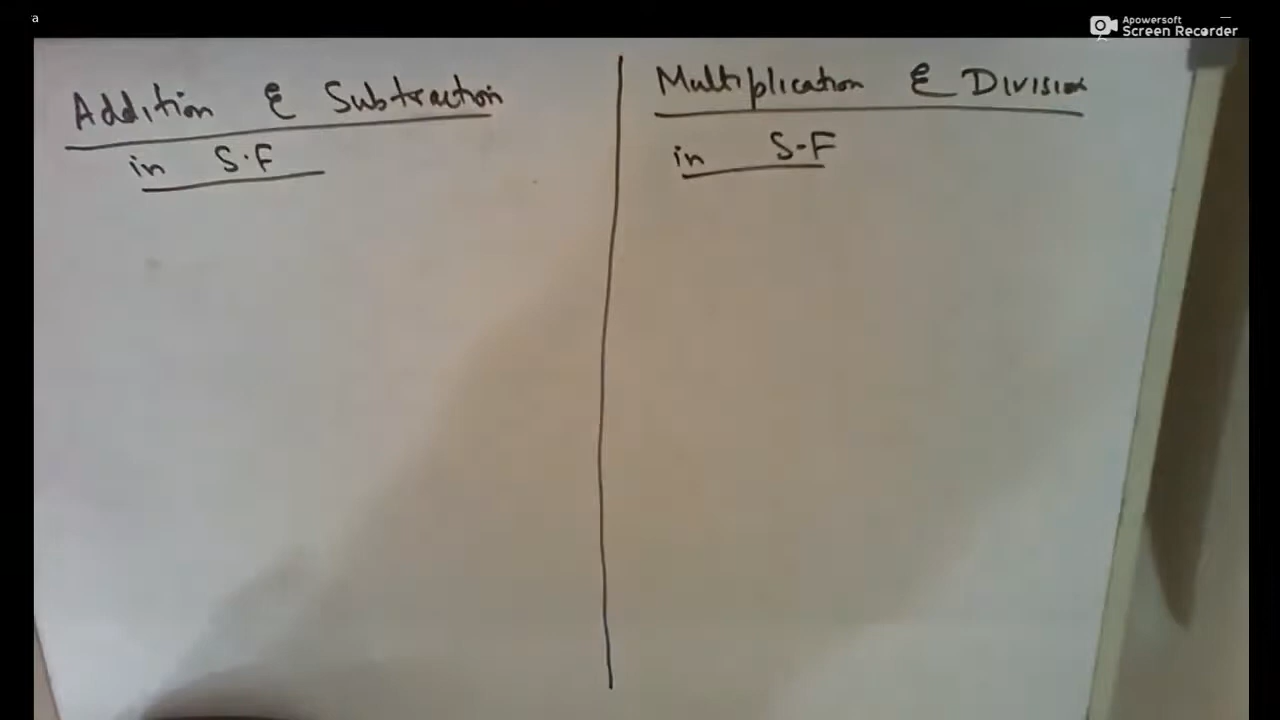 a
Apowersoft
Screen Recorder
Addition & Subtraction
in S.F
Multiplication & Division
in S-F